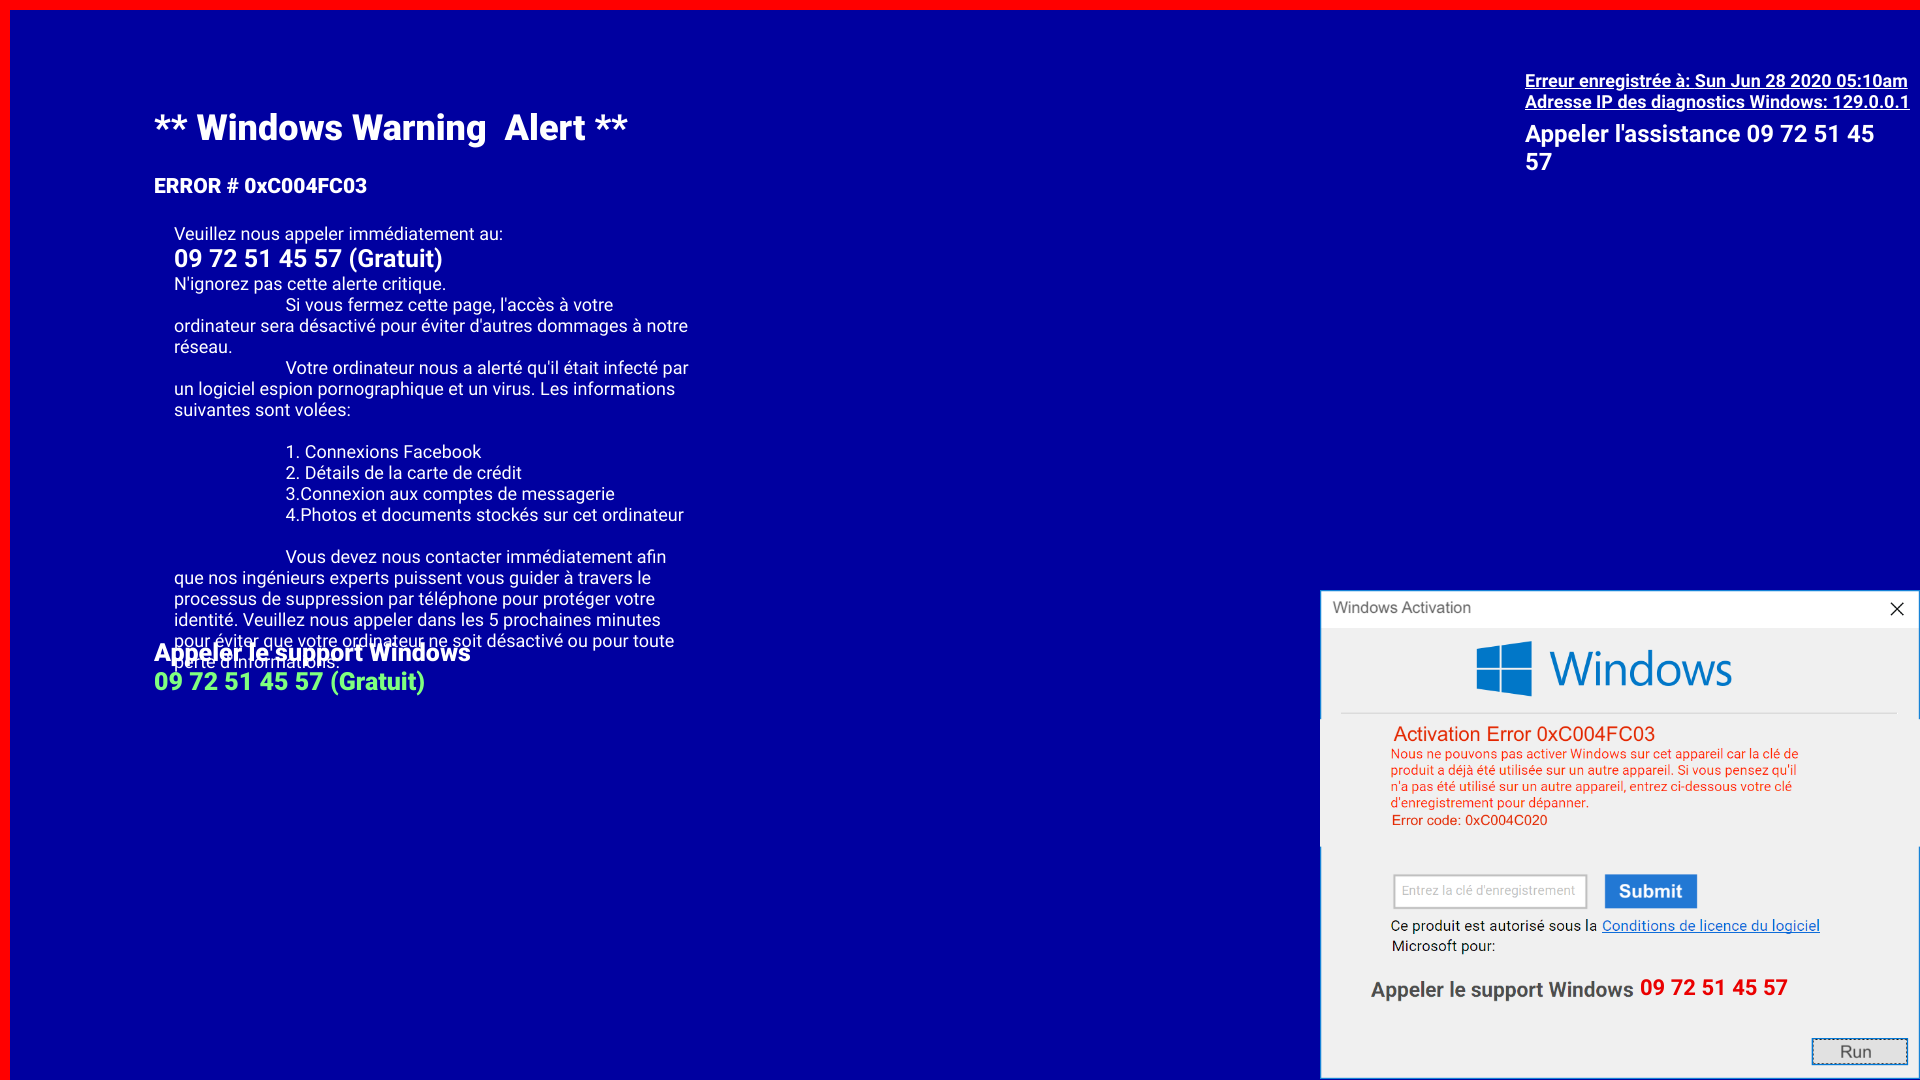 Erreur enregistrée à: Sun Jun 28 2020 05:10am
Adresse IP des diagnostics Windows: 129.0.0.1
Appeler l'assistance 09 72 51 45
57
** Windows Warning  Alert **
ERROR # 0xC004FC03
Veuillez nous appeler immédiatement au:
09 72 51 45 57 (Gratuit)
N'ignorez pas cette alerte critique.
Si vous fermez cette page, l'accès à votre
ordinateur sera désactivé pour éviter d'autres dommages à notre
réseau.
Votre ordinateur nous a alerté qu'il était infecté par
un logiciel espion pornographique et un virus. Les informations
suivantes sont volées:
1. Connexions Facebook
2. Détails de la carte de crédit
3.Connexion aux comptes de messagerie
4.Photos et documents stockés sur cet ordinateur
Vous devez nous contacter immédiatement afin
que nos ingénieurs experts puissent vous guider à travers le
processus de suppression par téléphone pour protéger votre
identité. Veuillez nous appeler dans les 5 prochaines minutes
pour éviter que votre ordinateur ne soit désactivé ou pour toute
perte d'informations.
Appeler le support Windows
09 72 51 45 57 (Gratuit)
Windows Activation
Windows
Activation Error 0xC004FC03
Nous ne pouvons pas activer Windows sur cet appareil car la clé de
produit a déjà été utilisée sur un autre appareil. Si vous pensez qu'il
n'a pas été utilisé sur un autre appareil, entrez ci-dessous votre clé
d'enregistrement pour dépanner.
Error code: 0xC004C020
Entrez la clé d'enregistrement
Submit
Ce produit est autorisé sous la Conditions de licence du logiciel
Microsoft pour:
Appeler le support Windows 09 72 51 45 57
Run